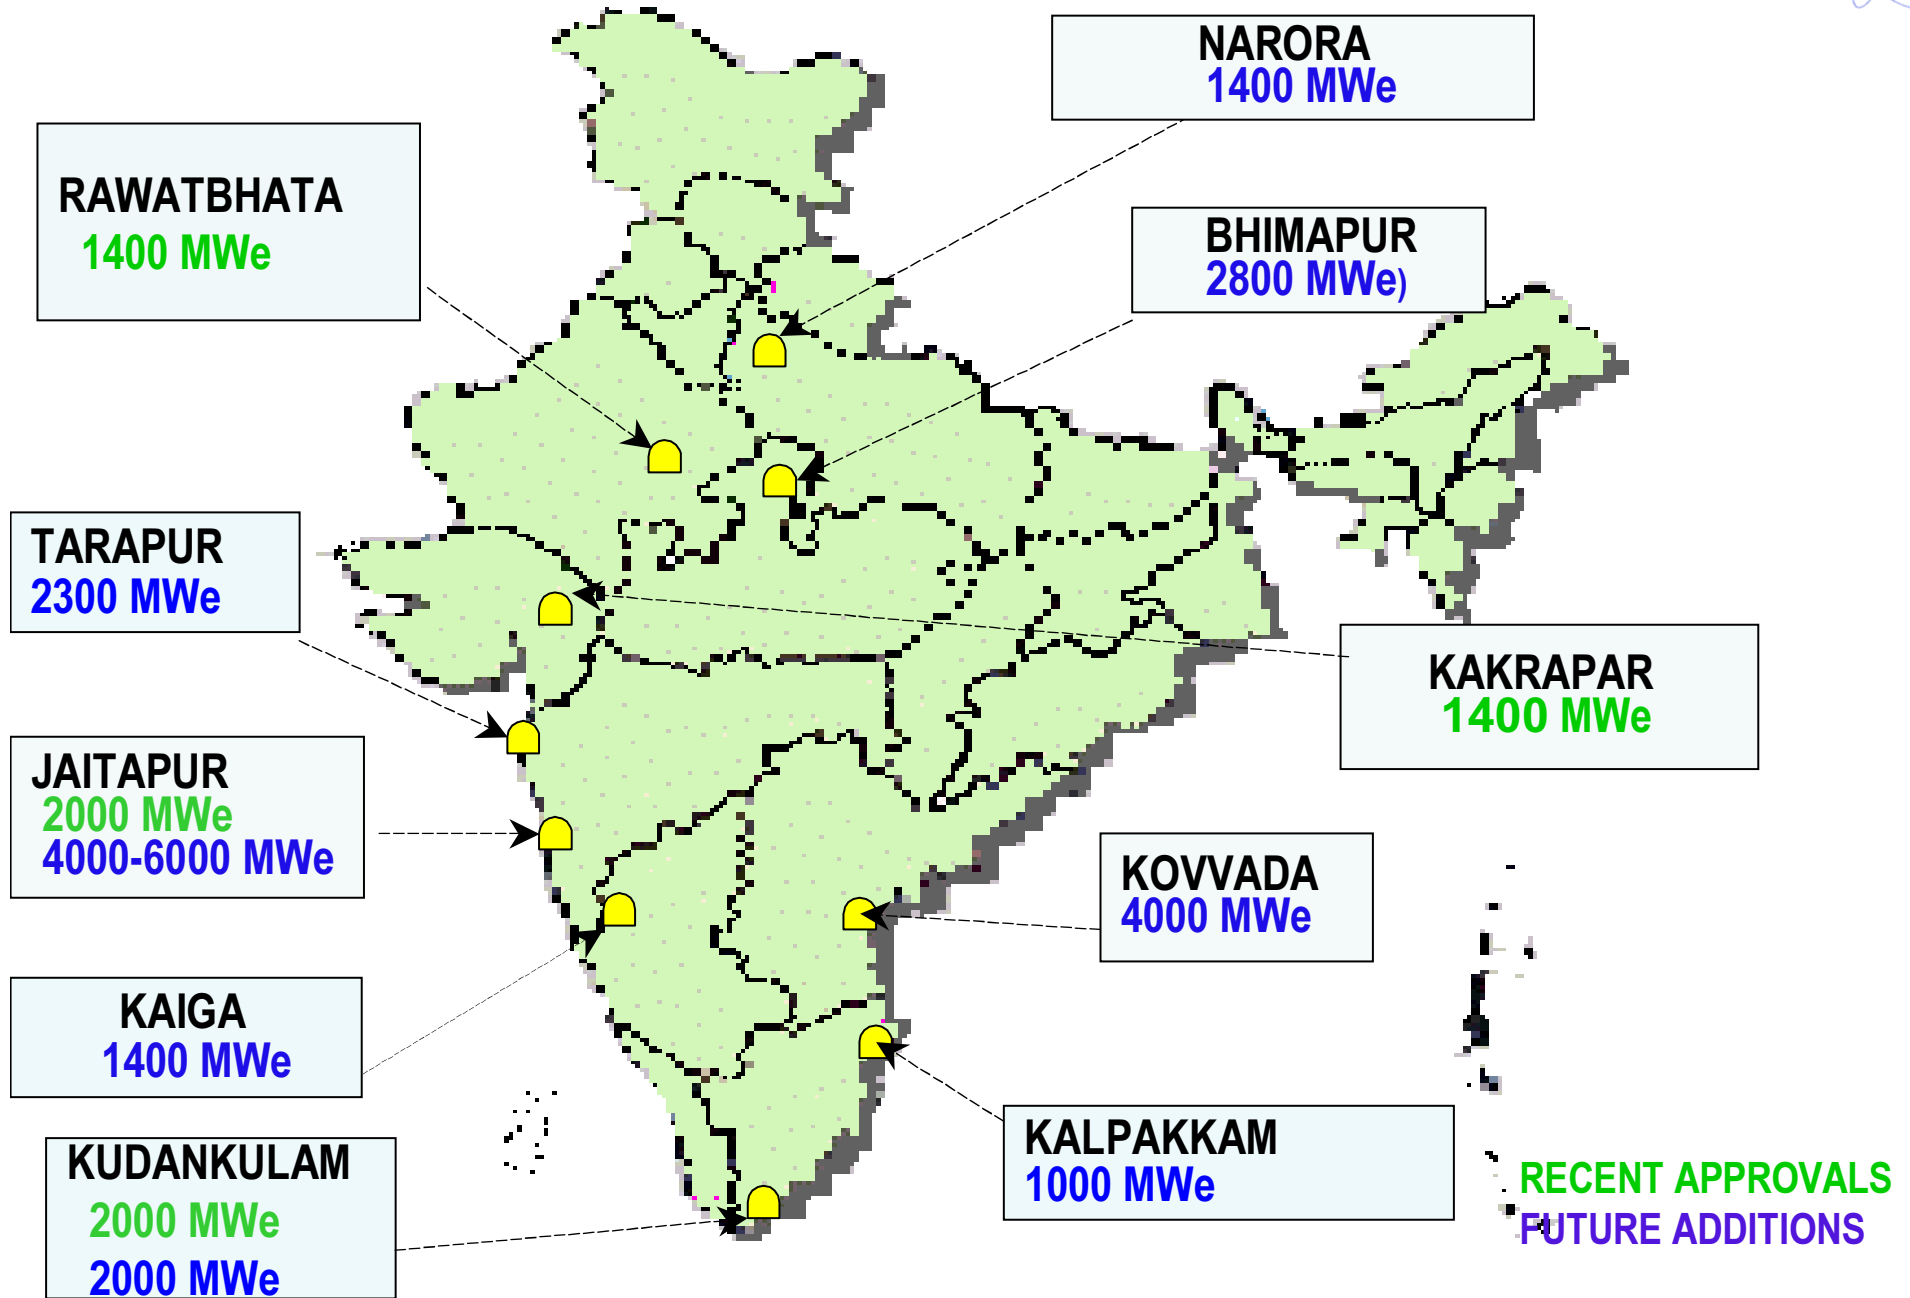 NARORA
1400 MWe
RAWATBHATA
1400 MWe
BHIMAPUR
2800 MWe)
TARAPUR
2300 MWe
KAKRAPAR
1400 MWe
JAITAPUR
2000 MWe
4000-6000 MWe
KOVVADA
4000 MWe
KAIGA
1400 MWe
KALPAKKAM
1000 MWe
KUDANKULAM
2000 MWe
2000 MWe
RECENT APPROVALS
FUTURE ADDITIONS